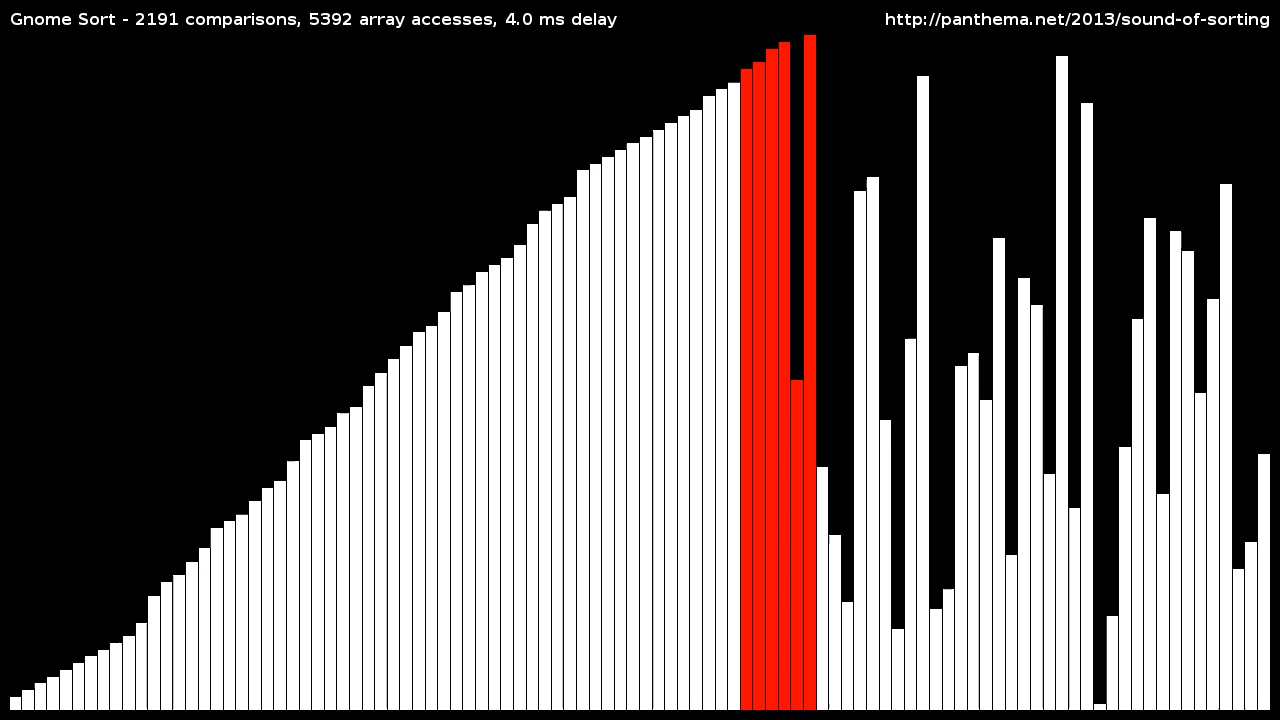 Gnome Sort - 2191 comparisons, 5392 array accesses, 4.0 ms delay
http://panthema.net/2013/sound-of-sorting